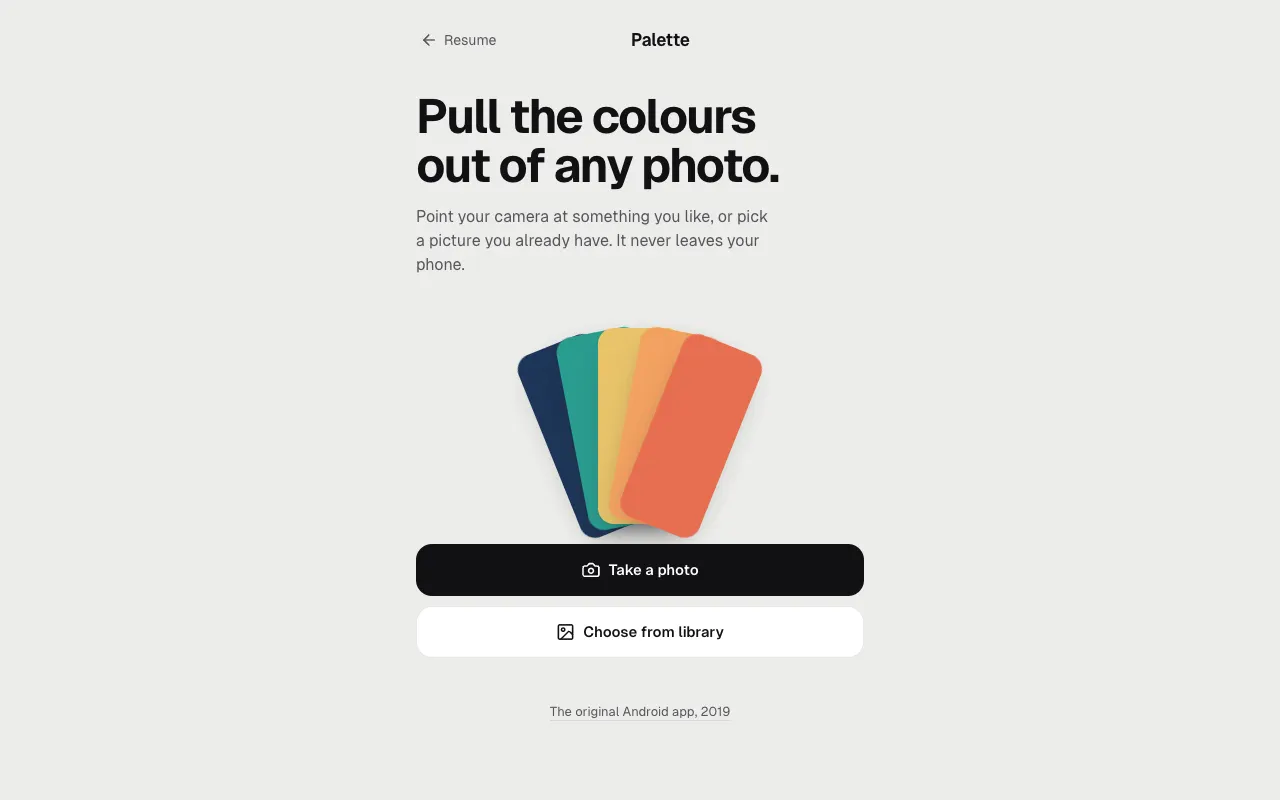 Resume
Palette
Pull the colours
out of any photo.
Point your camera at something you like, or pick
a picture you already have. It never leaves your
phone.
Take a photo
Choose from library
The original Android app, 2019